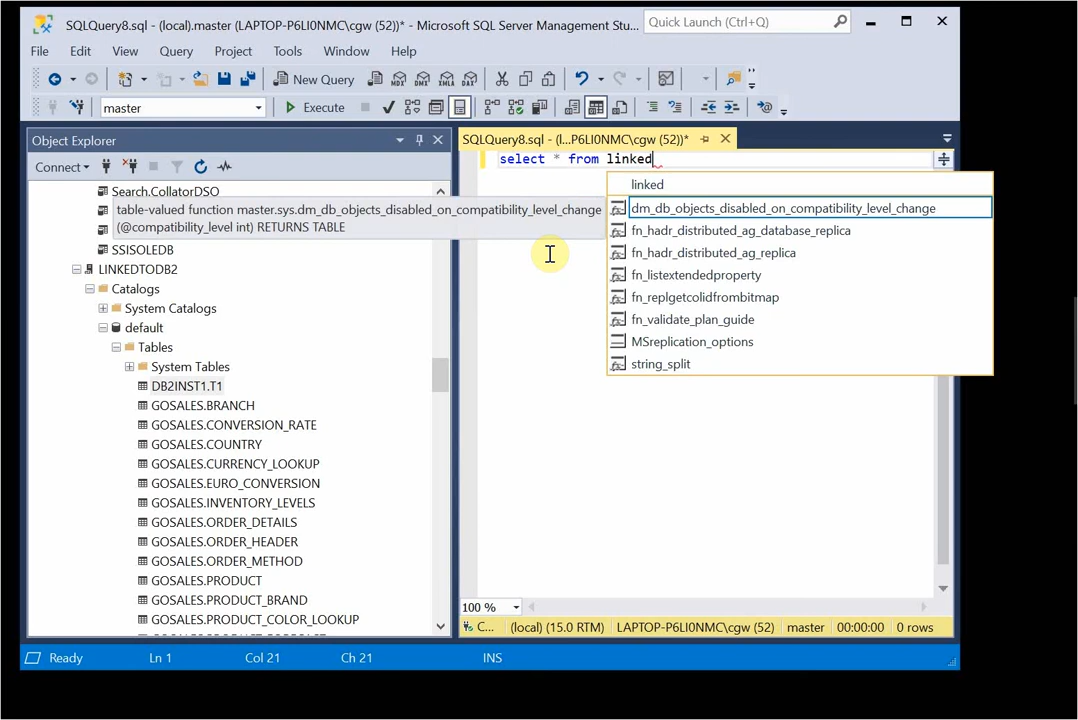 SQLQuery8.sql - (local).master (LAPTOP-P6LI0NMC\cgw (52))* - Microsoft SQL Server Management Stu...
Quick Launch (Ctrl+Q)
File Edit View Query Project Tools Window Help
New Query
MDX DMX XMLA DAX
master
Execute
Object Explorer
SQLQuery8.sql - (l...P6LI0NMC\cgw (52))*
Connect
select * from linked
Search.CollatorDSO
table-valued function master.sys.dm_db_objects_disabled_on_compatibility_level_change
(@compatibility_level int) RETURNS TABLE
SSISOLEDB
LINKEDTODB2
Catalogs
System Catalogs
default
Tables
System Tables
DB2INST1.T1
GOSALES.BRANCH
GOSALES.CONVERSION_RATE
GOSALES.COUNTRY
GOSALES.CURRENCY_LOOKUP
GOSALES.EURO_CONVERSION
GOSALES.INVENTORY_LEVELS
GOSALES.ORDER_DETAILS
GOSALES.ORDER_HEADER
GOSALES.ORDER_METHOD
GOSALES.PRODUCT
GOSALES.PRODUCT_BRAND
GOSALES.PRODUCT_COLOR_LOOKUP
linked
dm_db_objects_disabled_on_compatibility_level_change
fn_hadr_distributed_ag_database_replica
fn_hadr_distributed_ag_replica
fn_listextendedproperty
fn_replgetcolidfrombitmap
fn_validate_plan_guide
MSreplication_options
string_split
100 %
C... (local) (15.0 RTM) LAPTOP-P6LI0NMC\cgw (52) master 00:00:00 0 rows
Ready Ln 1 Col 21 Ch 21 INS